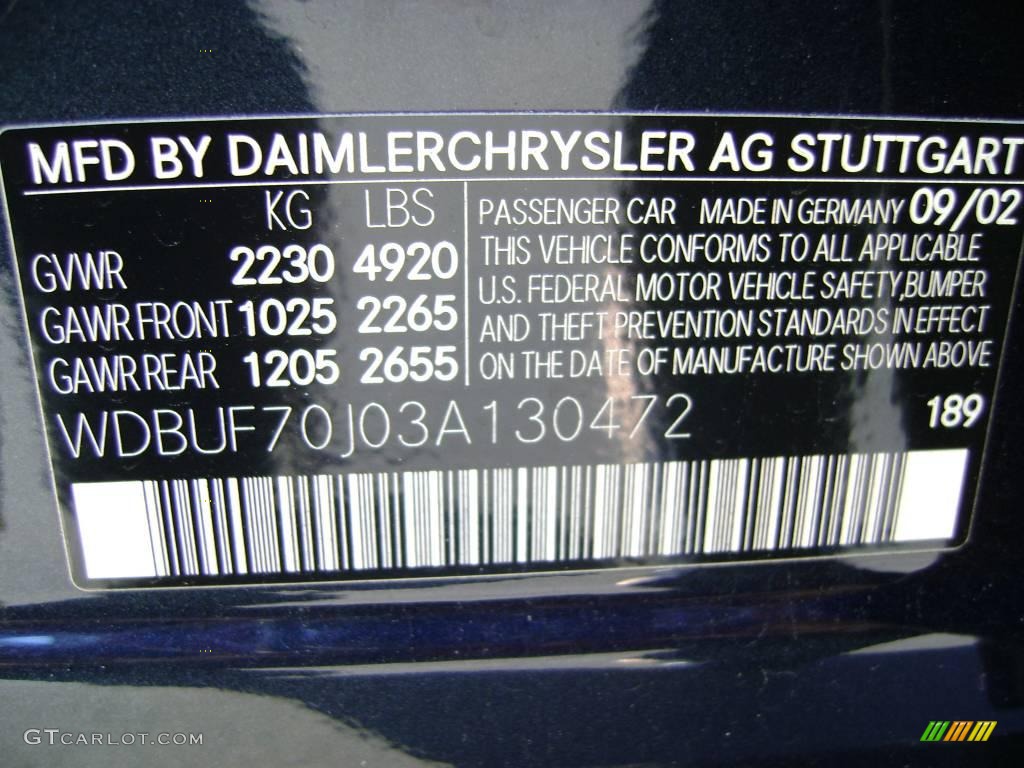 MFD BY DAIMLERCHRYSLER AG STUTTGART
KG LBS
GVWR 2230 4920
GAWR FRONT 1025 2265
GAWR REAR 1205 2655
PASSENGER CAR MADE IN GERMANY 09/02
THIS VEHICLE CONFORMS TO ALL APPLICABLE
U.S. FEDERAL MOTOR VEHICLE SAFETY,BUMPER
AND THEFT PREVENTION STANDARDS IN EFFECT
ON THE DATE OF MANUFACTURE SHOWN ABOVE
WDBUF70J03A130472 189
GTCARLOT.COM